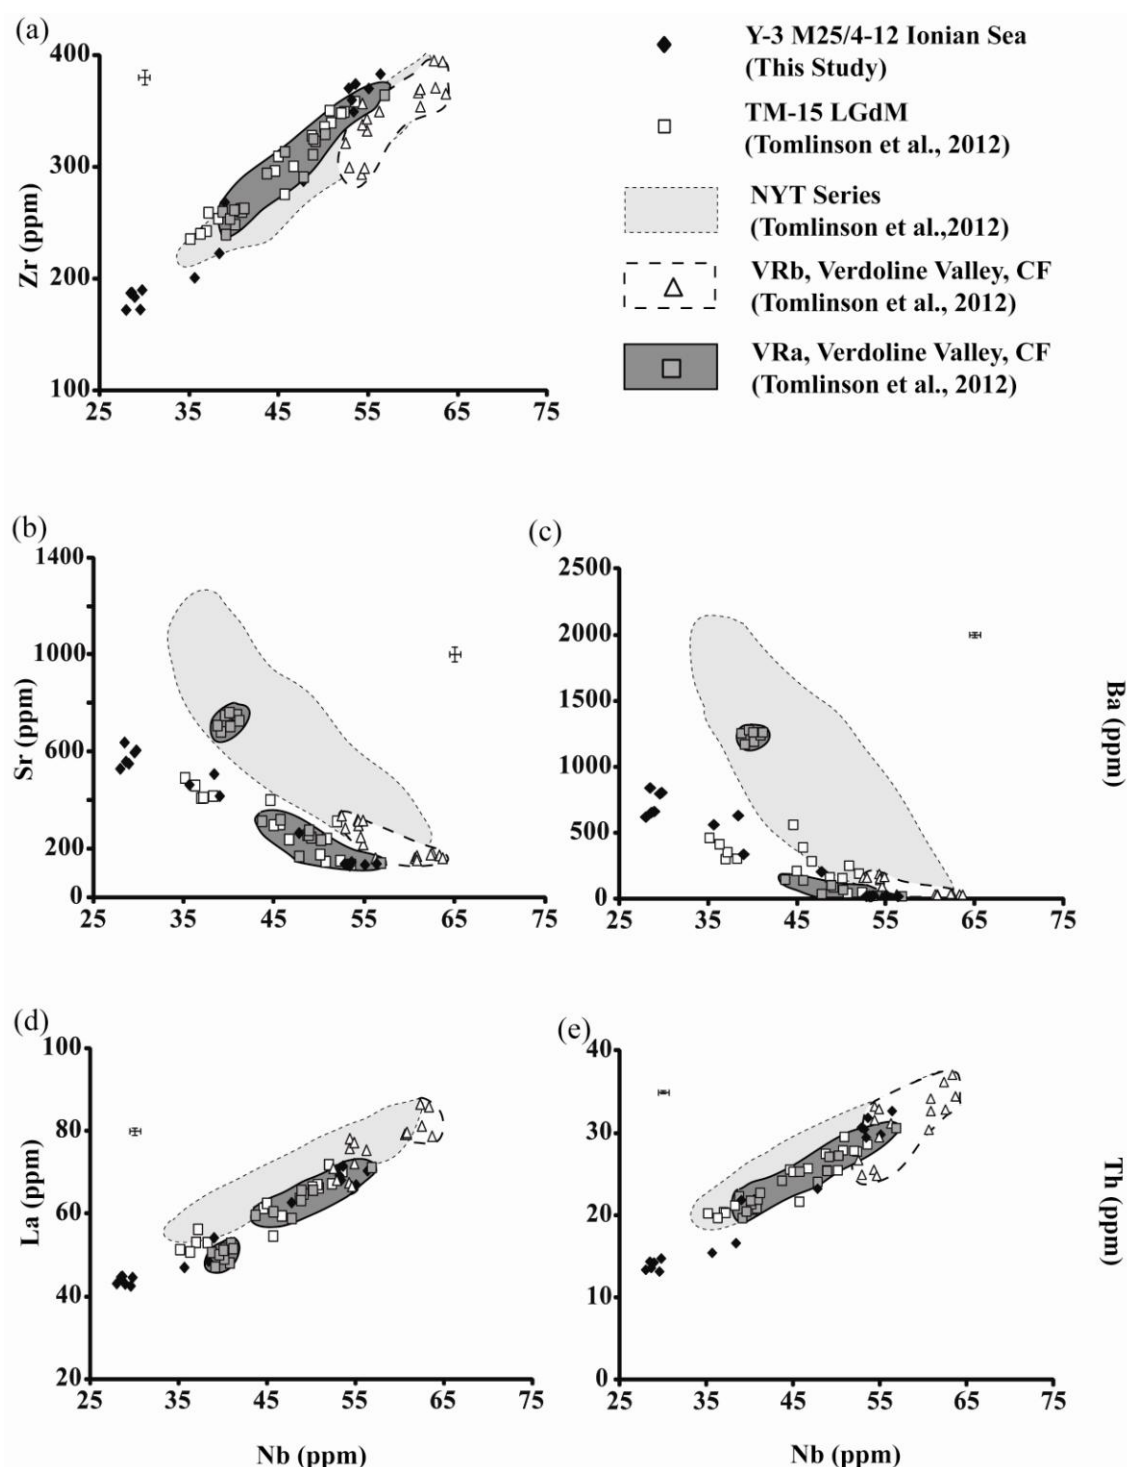 (a)
400
300
200
100
Zr (ppm)
25 35 45 55 65 75
Y-3 M25/4-12 Ionian Sea
(This Study)
TM-15 LGdM
(Tomlinson et al., 2012)
NYT Series
(Tomlinson et al.,2012)
VRb, Verdoline Valley, CF
(Tomlinson et al., 2012)
VRa, Verdoline Valley, CF
(Tomlinson et al., 2012)
(b)
1400
1000
600
200
0
Sr (ppm)
25 35 45 55 65 75
(c)
2500
2000
1500
1000
500
0
Ba (ppm)
25 35 45 55 65 75
(d)
100
80
60
40
20
La (ppm)
25 35 45 55 65 75
Nb (ppm)
(e)
40
30
20
10
0
Th (ppm)
25 35 45 55 65 75
Nb (ppm)